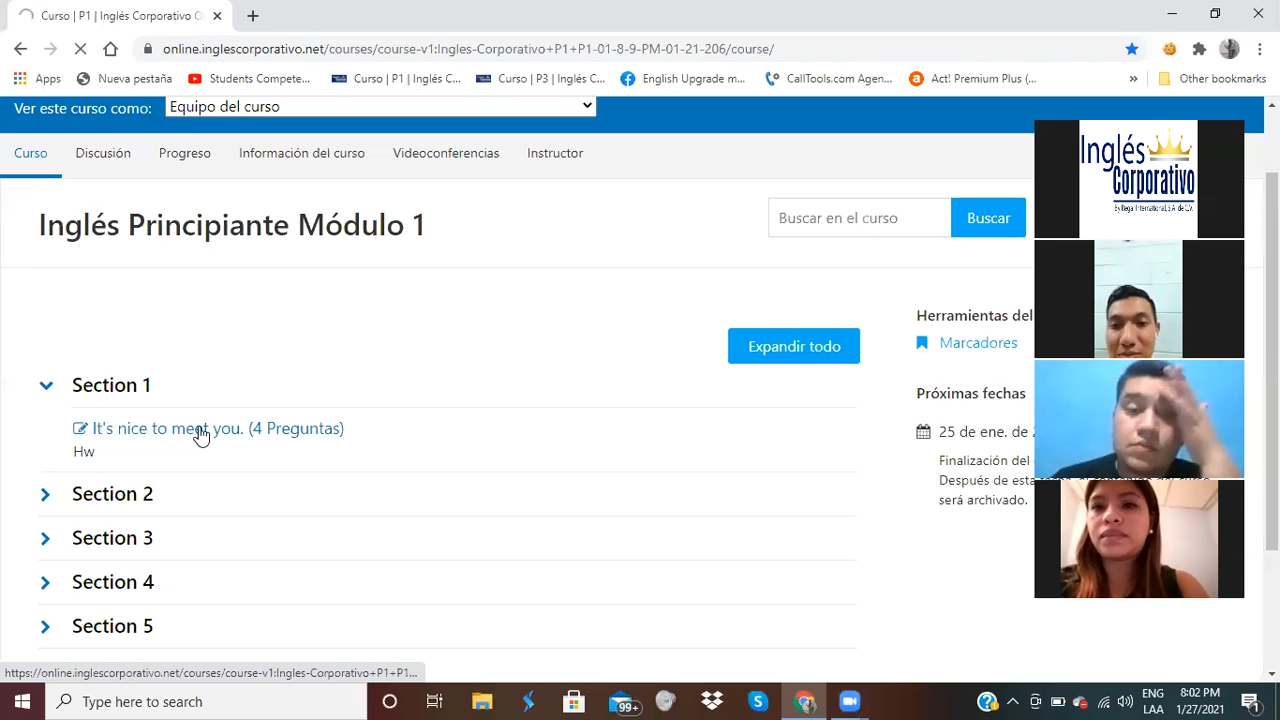 Curso | P1 | Inglés Corporativo O
online.inglescorporativo.net/courses/course-v1:Ingles-Corporativo+P1+P1-01-8-9-PM-01-21-206/course/
Apps Nueva pestaña Students Compete... Curso | P1 | Inglés C... Curso | P3 | Inglés C... English Upgrade m... CallTools.com Agen... Act! Premium Plus (... » Other bookmarks
Ver este curso como: Equipo del curso
Curso Discusión Progreso Información del curso Videoconferencias Instructor
Inglés Principiante Módulo 1
Buscar en el curso Buscar
Inglés
Corporativo
Expandir todo
Herramientas del
Marcadores
Section 1
Próximas fechas
It's nice to meet you. (4 Preguntas)
25 de ene. de
Hw
Finalización del
Después de esta
será archivado.
Section 2
Section 3
Section 4
Section 5
https://online.inglescorporativo.net/courses/course-v1:Ingles-Corporativo+P1+P1...
Type here to search
99+
ENG
LAA
8:02 PM
1/27/2021
1